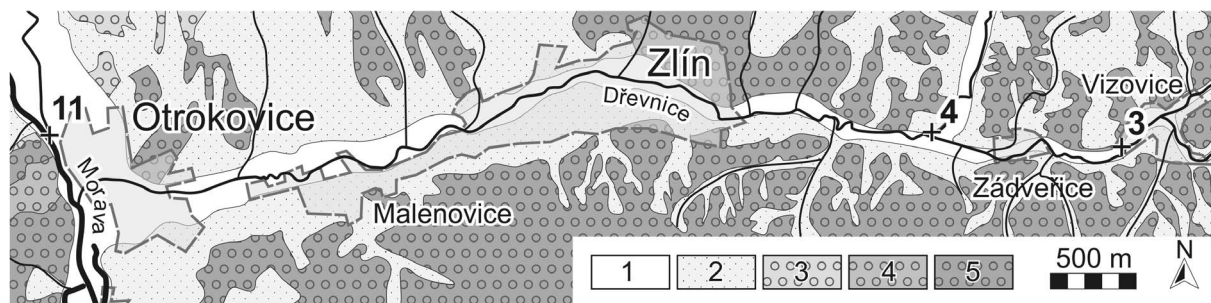 Zlín
Vizovice
11
Otrokovice
Dřevnice
4
3
Morava
Zádveřice
Malenovice
1 2 3 4 5
500 m
N